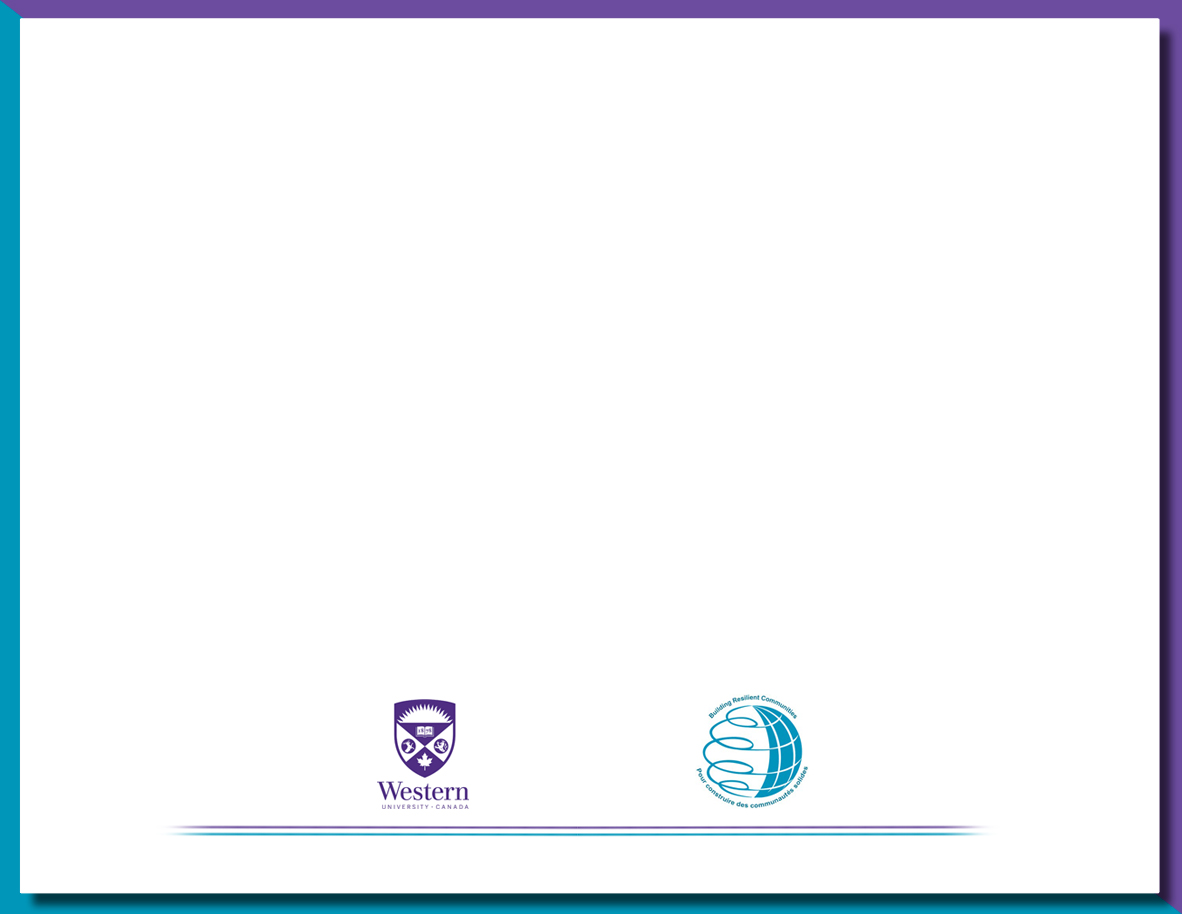 Western
UNIVERSITY · CANADA
Building Resilient Communities
Pour construire des communautés solides